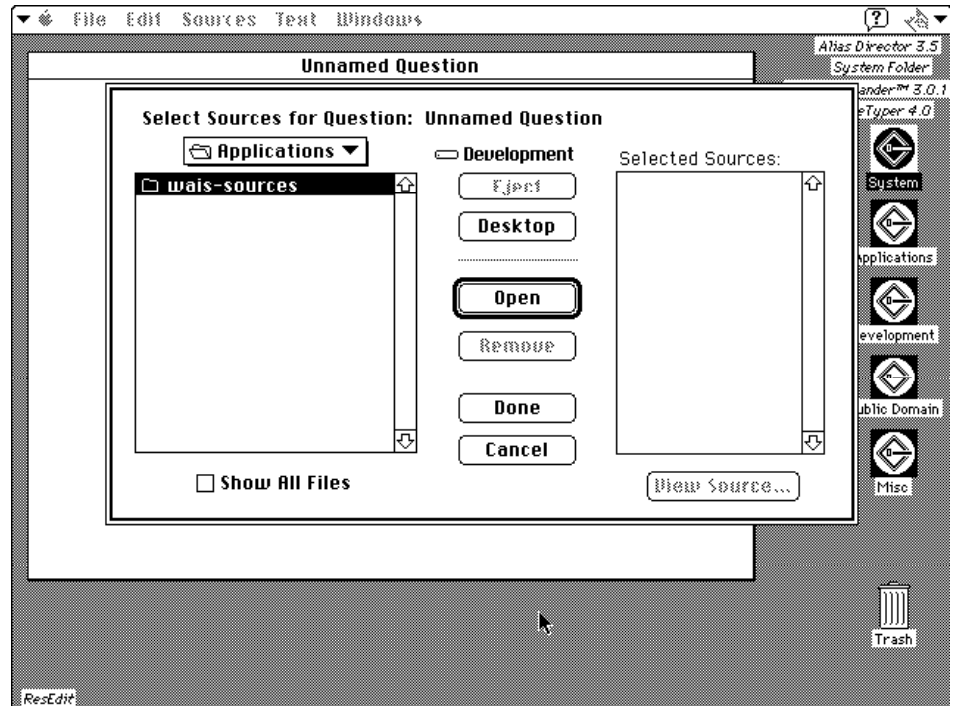 File Edit Sources Text Windows
?
Alias Director 3.5
System Folder
ander™ 3.0.1
eTyper 4.0
Unnamed Question
Select Sources for Question: Unnamed Question
Applications
Development
Selected Sources:
wais-sources
Eject
Desktop
Open
Remove
Done
Cancel
Show All Files
View Source...
System
Applications
evelopment
ublic Domain
Misc
Trash
ResEdit